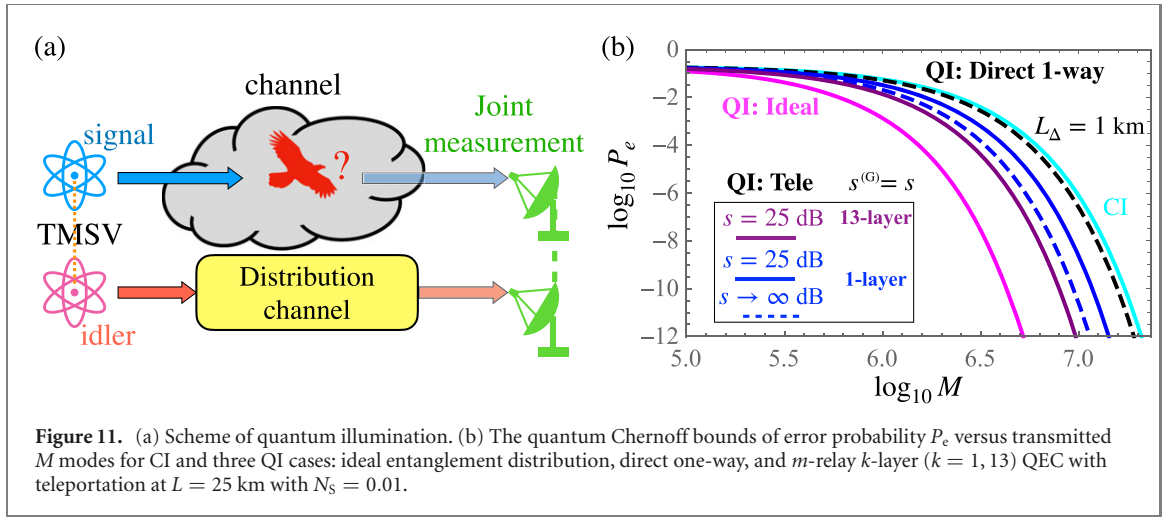 (a)
channel
signal
?
Joint
measurement
TMSV
Distribution
channel
idler
(b)
0
−2
−4
−6
−8
−10
−12
log₁₀ Pₑ
QI: Direct 1-way
QI: Ideal
L_Δ = 1 km
QI: Tele s⁽ᴳ⁾= s
CI
s = 25 dB 13-layer
s = 25 dB
1-layer
s → ∞ dB
5.0 5.5 6.0 6.5 7.0
log₁₀ M
Figure 11. (a) Scheme of quantum illumination. (b) The quantum Chernoff bounds of error probability Pₑ versus transmitted
M modes for CI and three QI cases: ideal entanglement distribution, direct one-way, and m-relay k-layer (k = 1, 13) QEC with
teleportation at L = 25 km with N_S = 0.01.